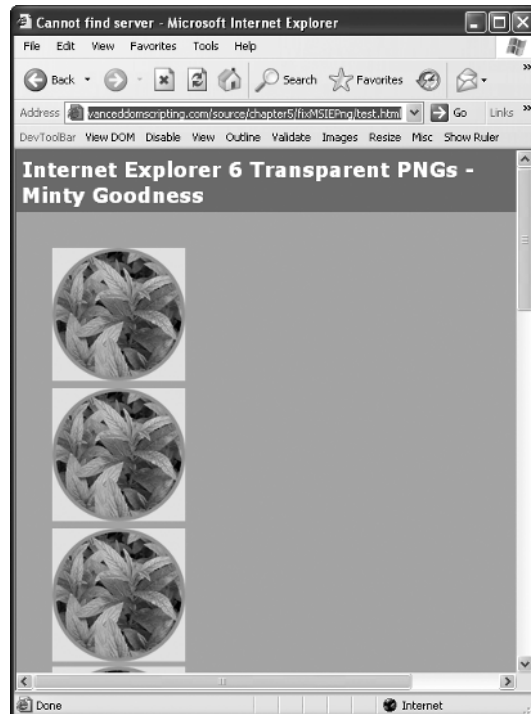 Cannot find server - Microsoft Internet Explorer
File Edit View Favorites Tools Help
Back Search Favorites »
Address vanceddomscripting.com/source/chapter5/fixMSIEPng/test.html Go Links »
DevToolBar View DOM Disable View Outline Validate Images Resize Misc Show Ruler
Internet Explorer 6 Transparent PNGs -
Minty Goodness
Done Internet